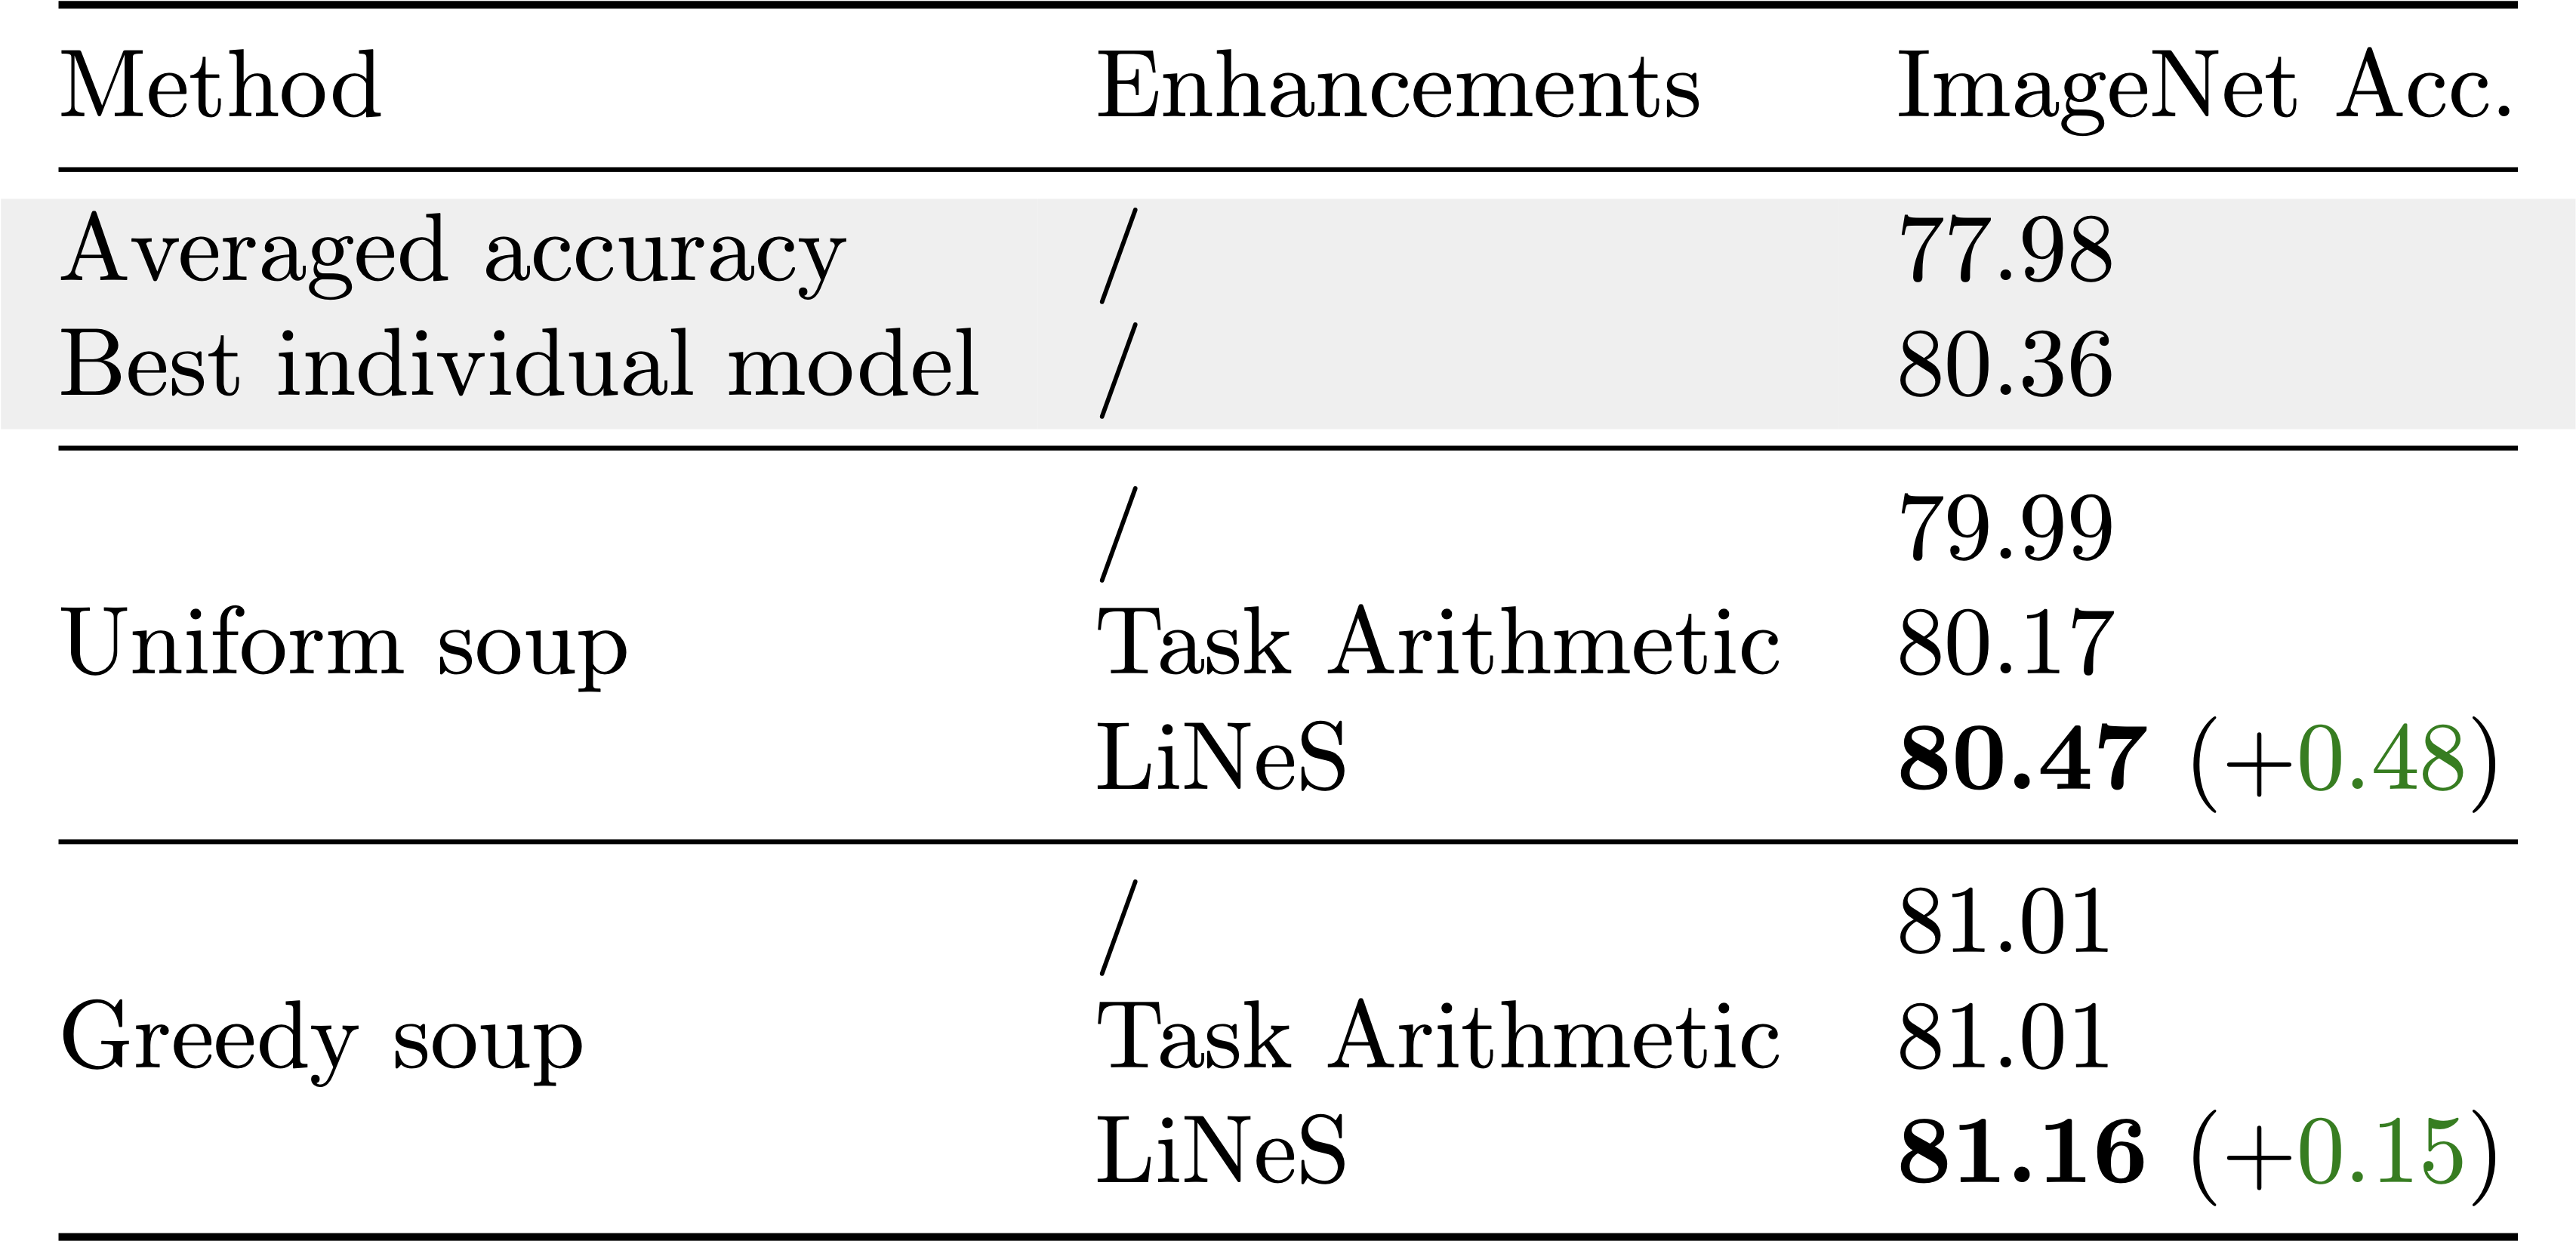 Method Enhancements ImageNet Acc.
Averaged accuracy / 77.98
Best individual model / 80.36
/ 79.99
Uniform soup Task Arithmetic 80.17
LiNeS 80.47 (+0.48)
/ 81.01
Greedy soup Task Arithmetic 81.01
LiNeS 81.16 (+0.15)